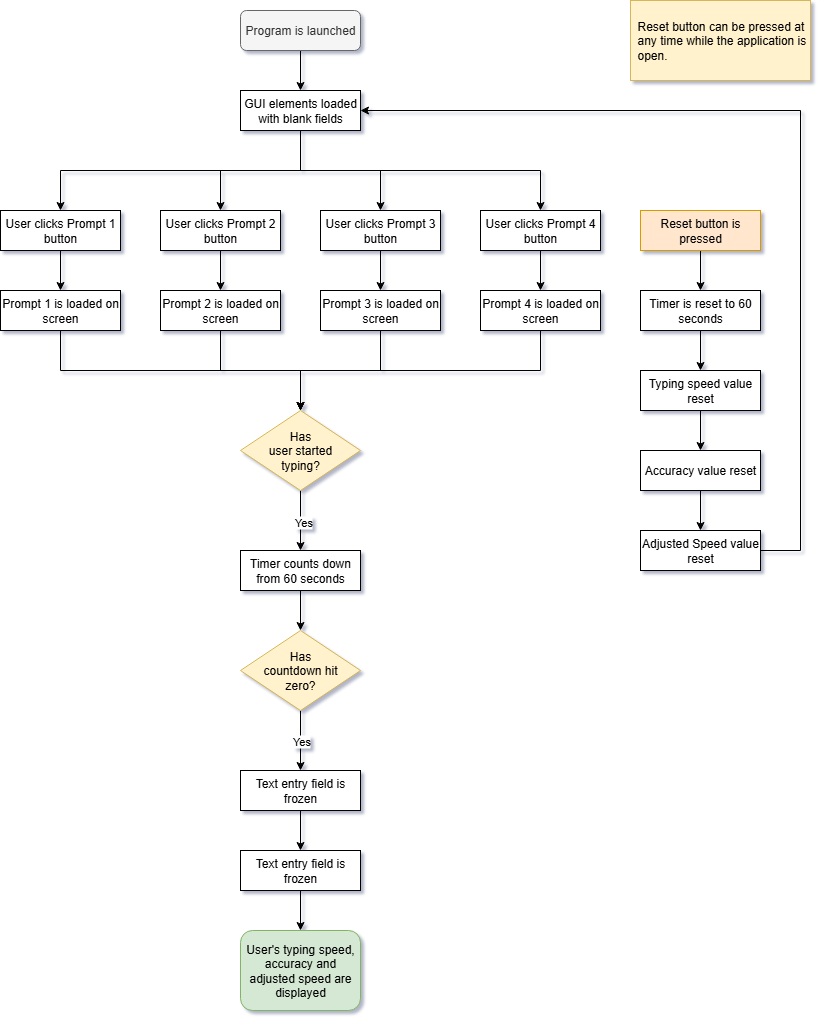 Program is launched
Reset button can be pressed at
any time while the application is
open.
GUI elements loaded
with blank fields
User clicks Prompt 1
button
User clicks Prompt 2
button
User clicks Prompt 3
button
User clicks Prompt 4
button
Reset button is
pressed
Prompt 1 is loaded on
screen
Prompt 2 is loaded on
screen
Prompt 3 is loaded on
screen
Prompt 4 is loaded on
screen
Timer is reset to 60
seconds
Typing speed value
reset
Has
user started
typing?
Accuracy value reset
Yes
Adjusted Speed value
reset
Timer counts down
from 60 seconds
Has
countdown hit
zero?
Yes
Text entry field is
frozen
Text entry field is
frozen
User's typing speed,
accuracy and
adjusted speed are
displayed